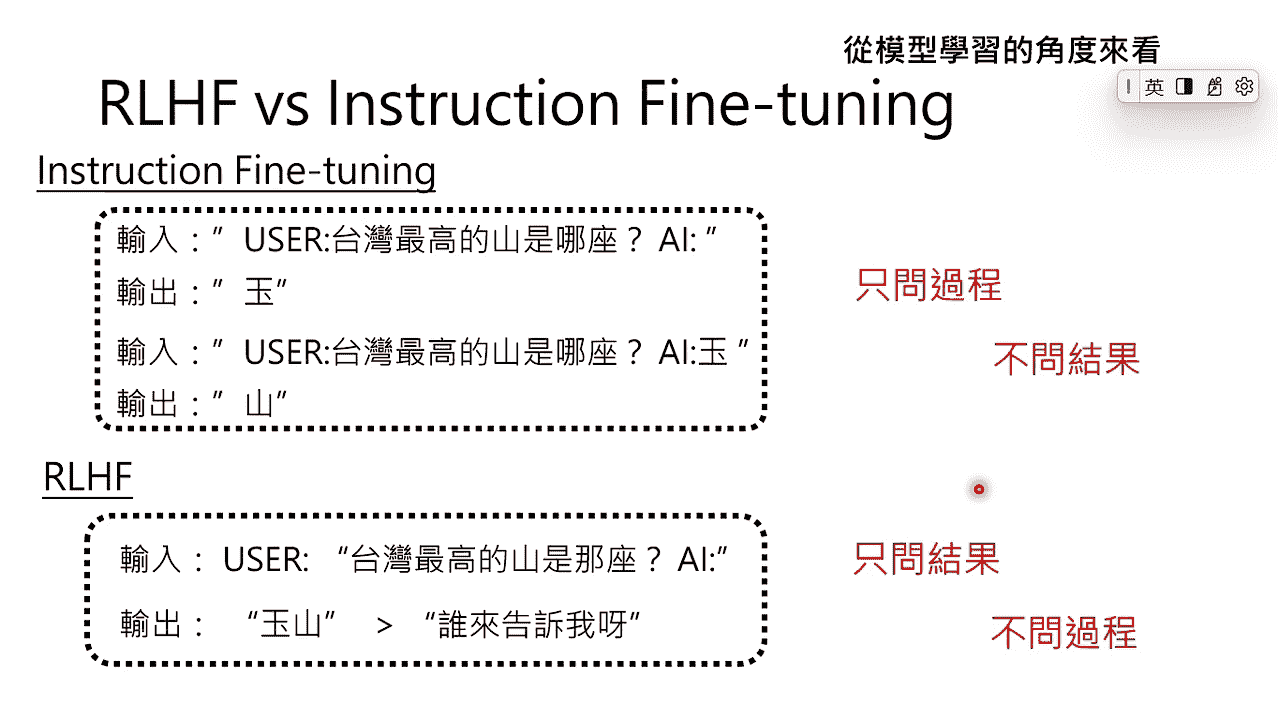 從模型學習的角度來看
英
RLHF vs Instruction Fine-tuning
Instruction Fine-tuning
輸入:” USER:台灣最高的山是哪座? AI: ”
輸出:” 玉”
只問過程
輸入:” USER:台灣最高的山是哪座? AI:玉 ”
不問結果
輸出:” 山”
RLHF
輸入: USER: “台灣最高的山是那座? AI:”
只問結果
輸出: “玉山” > “誰來告訴我呀”
不問過程